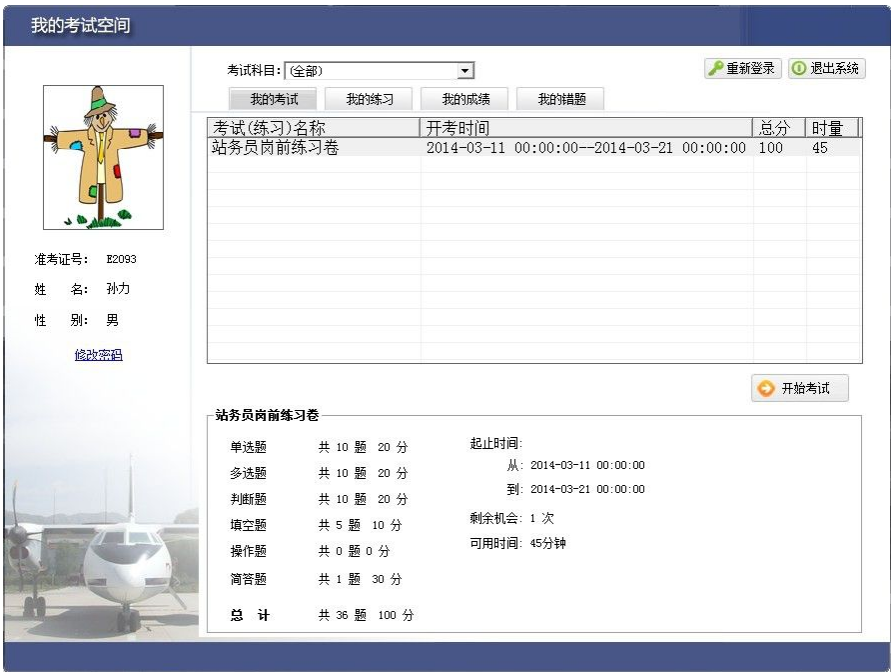 我的考试空间
考试科目: (全部)
重新登录 退出系统
我的考试 我的练习 我的成绩 我的错题
考试(练习)名称 开考时间 总分 时量
站务员岗前练习卷 2014-03-11 00:00:00--2014-03-21 00:00:00 100 45
准考证号: E2093
姓 名: 孙力
性 别: 男
修改密码
开始考试
站务员岗前练习卷
单选题 共 10 题 20 分
多选题 共 10 题 20 分
判断题 共 10 题 20 分
填空题 共 5 题 10 分
操作题 共 0 题 0 分
简答题 共 1 题 30 分
总 计 共 36 题 100 分
起止时间:
从: 2014-03-11 00:00:00
到: 2014-03-21 00:00:00
剩余机会: 1 次
可用时间: 45分钟